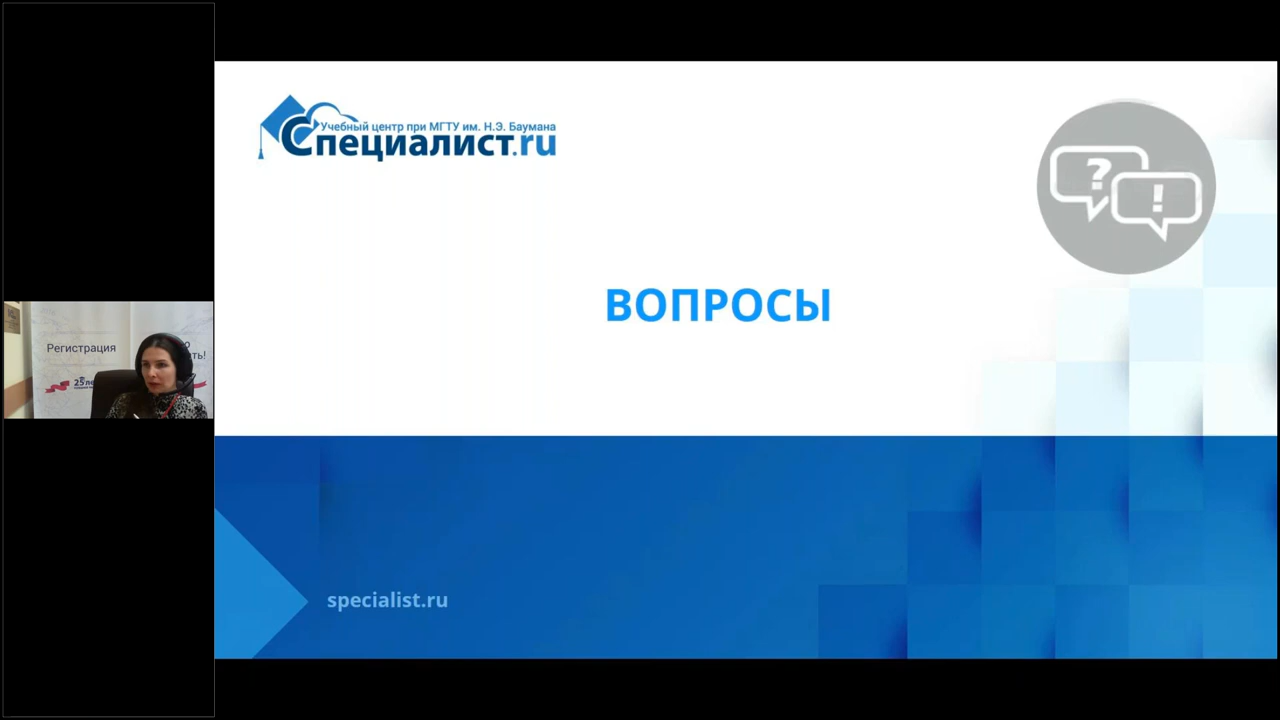 Учебный центр при МГТУ им. Н.Э. Баумана
Специалист.ru
?
!
ВОПРОСЫ
Регистрация
specialist.ru